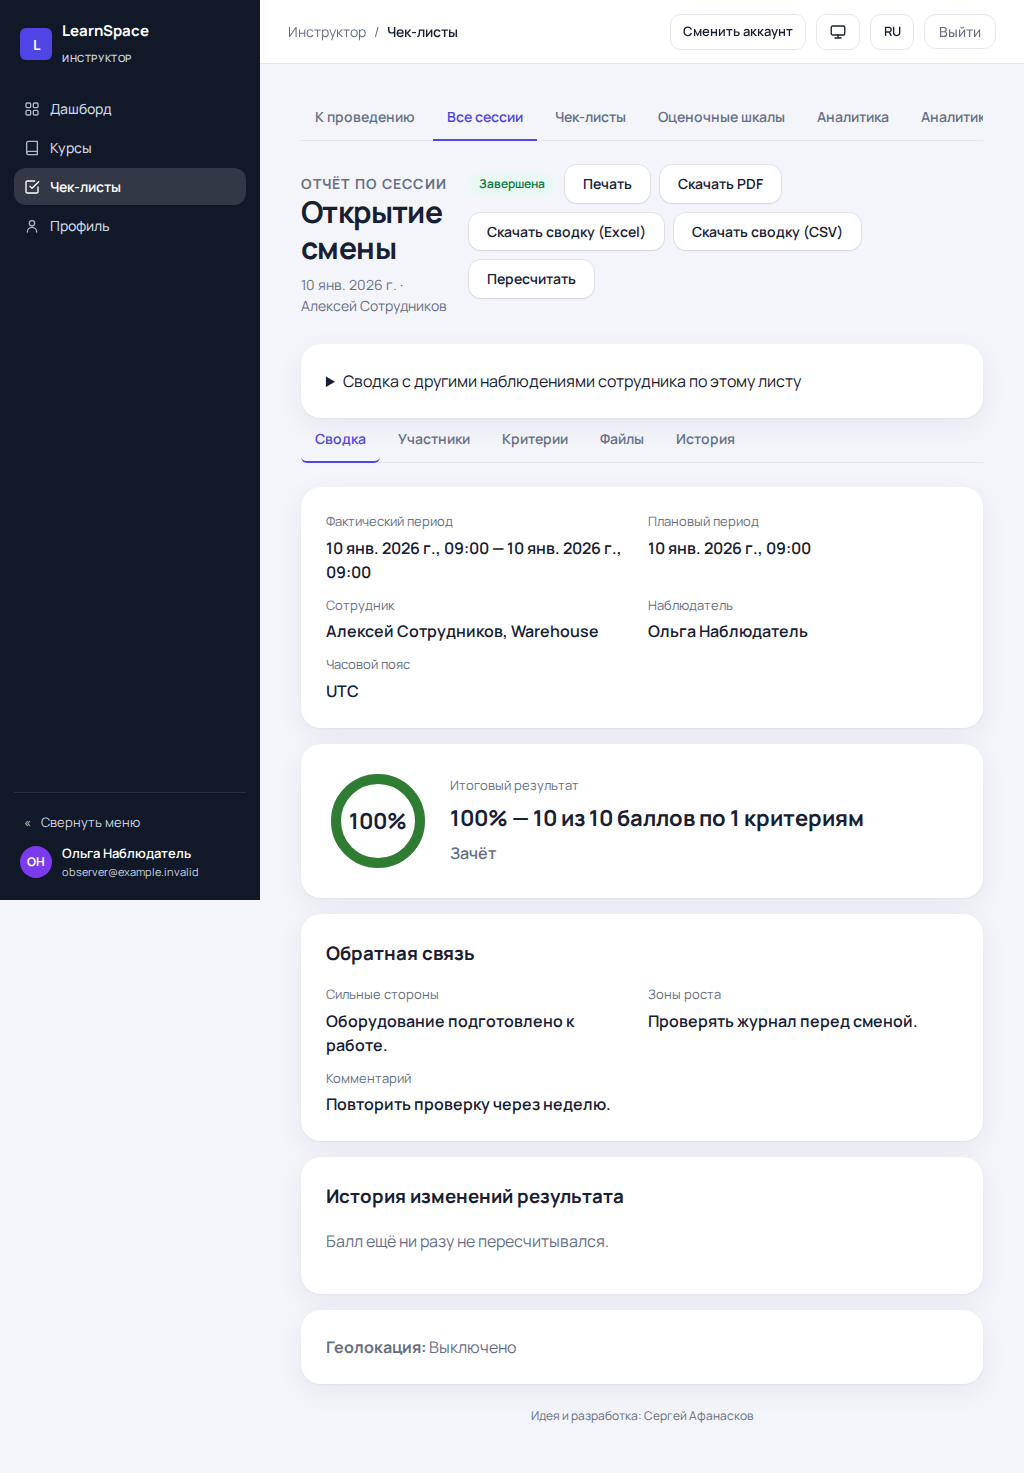 L
LearnSpace
ИНСТРУКТОР
Дашборд
Курсы
Чек-листы
Профиль
« Свернуть меню
ОН
Ольга Наблюдатель
observer@example.invalid
Инструктор / Чек-листы
Сменить аккаунт
RU
Выйти
К проведению
Все сессии
Чек-листы
Оценочные шкалы
Аналитика
Аналитик
ОТЧЁТ ПО СЕССИИ
Открытие
смены
10 янв. 2026 г. ·
Алексей Сотрудников
Завершена
Печать
Скачать PDF
Скачать сводку (Excel)
Скачать сводку (CSV)
Пересчитать
Сводка с другими наблюдениями сотрудника по этому листу
Сводка
Участники
Критерии
Файлы
История
Фактический период
10 янв. 2026 г., 09:00 — 10 янв. 2026 г.,
09:00
Плановый период
10 янв. 2026 г., 09:00
Сотрудник
Алексей Сотрудников, Warehouse
Наблюдатель
Ольга Наблюдатель
Часовой пояс
UTC
100%
Итоговый результат
100% — 10 из 10 баллов по 1 критериям
Зачёт
Обратная связь
Сильные стороны
Оборудование подготовлено к
работе.
Зоны роста
Проверять журнал перед сменой.
Комментарий
Повторить проверку через неделю.
История изменений результата
Балл ещё ни разу не пересчитывался.
Геолокация: Выключено
Идея и разработка: Сергей Афанасков